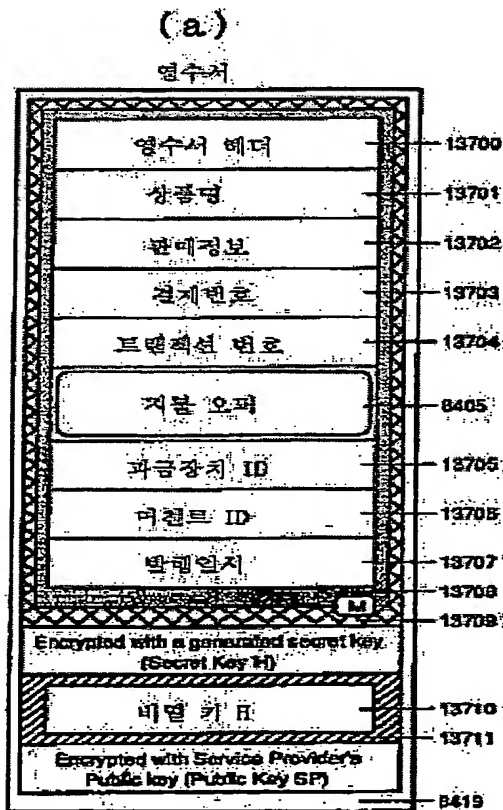 (a)
영수서
영수서 헤더
13700
상품명
13701
판매정보
13702
결제번호
13703
트랜잭션 번호
13704
지불 오퍼
8405
과금장치 ID
13705
머천트 ID
13706
발행일시
13707
13708
M
13709
Encrypted with a generated secret key
(Secret Key H)
비밀 키 H
13710
13711
Encrypted with Service Provider's
Public key (Public Key SP)
8419